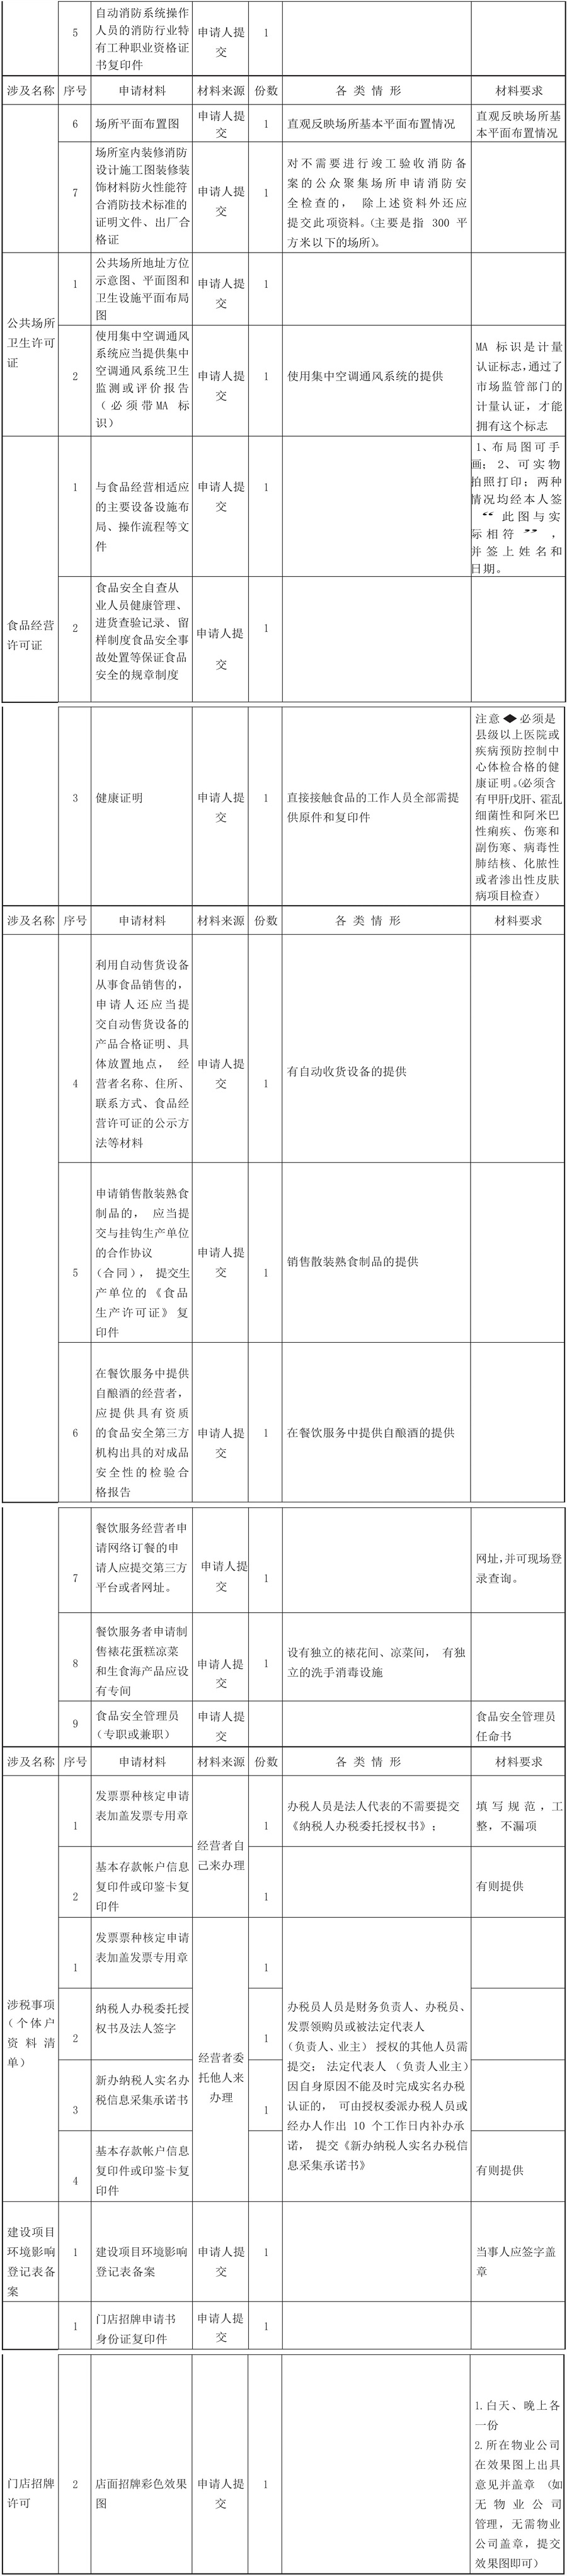 5
自动消防系统操作
人员的消防行业特
有工种职业资格证
书复印件
申请人提
交
1
涉及名称 序号 申请材料 材料来源 份数 各 类 情 形 材料要求
6
场所平面布置图
申请人提
交
1
直观反映场所基本平面布置情况
直观反映场所基
本平面布置情况
7
场所室内装修消防
设计施工图装修装
饰材料防火性能符
合消防技术标准的
证明文件、出厂合
格证
申请人提
交
1
对不需要进行竣工验收消防备
案的公众聚集场所申请消防安
全检查的， 除上述资料外还应
提交此项资料。（主要是指 300 平
方米以下的场所）。
公共场所
卫生许可
证
1
公共场所地址方位
示意图、平面图和
卫生设施平面布局
图
申请人提
交
1
2
使用集中空调通风
系统应当提供集中
空调通风系统卫生
监测或评价报告
（ 必 须 带MA 标
识）
申请人提
交
1
使用集中空调通风系统的提供
MA 标识是计量
认证标志，通过了
市场监管部门的
计量认证，才能
拥有这个标志
食品经营
许可证
1
与食品经营相适应
的主要设备设施布
局、操作流程等文
件
申请人提
交
1
1、布局图可手
画； 2、可实物
拍照打印；两种
情况均经本人签
“ 此图与实
际相符 ” ，
并签上姓名和
日期。
2
食品安全自查从
业人员健康管理、
进货查验记录、留
样制度食品安全事
故处置等保证食品
安全的规章制度
申请人提
交
1
3
健康证明
申请人提
交
1
直接接触食品的工作人员全部需提
供原件和复印件
注意◆必须是
县级以上医院或
疾病预防控制中
心体检合格的健
康证明。（必须含
有甲肝戊肝、霍乱
细菌性和阿米巴
性痢疾、伤寒和
副伤寒、病毒性
肺结核、化脓性
或者渗出性皮肤
病项目检查）
涉及名称 序号 申请材料 材料来源 份数 各 类 情 形 材料要求
4
利用自动售货设备
从事食品销售的，
申请人还应当提
交自动售货设备的
产品合格证明、具
体放置地点， 经
营者名称、住所、
联系方式、食品经
营许可证的公示方
法等材料
申请人提
交
1
有自动收货设备的提供
5
申请销售散装熟食
制品的， 应当提
交与挂钩生产单位
的合作协议
（合同）， 提交生
产单位的《食品
生产许可证》复
印件
申请人提
交
1
销售散装熟食制品的提供
6
在餐饮服务中提供
自酿酒的经营者，
应提供具有资质
的食品安全第三方
机构出具的对成品
安全性的检验合
格报告
申请人提
交
1
在餐饮服务中提供自酿酒的提供
7
餐饮服务经营者申
请网络订餐的申
请人应提交第三方
平台或者网址。
申请人提
交
1
网址，并可现场登
录查询。
8
餐饮服务者申请制
售裱花蛋糕凉菜
和生食海产品应设
有专间
申请人提
交
1
设有独立的裱花间、凉菜间， 有独
立的洗手消毒设施
9
食品安全管理员
（专职或兼职）
申请人提
交
食品安全管理员
任命书
涉及名称 序号 申请材料 材料来源 份数 各 类 情 形 材料要求
涉税事项
（个体户
资 料 清
单）
1
发票票种核定申请
表加盖发票专用章
经营者自
己来办理
1
办税人员是法人代表的不需要提交
《纳税人办税委托授权书》；
填 写 规 范 ，工
整，不漏项
2
基本存款帐户信息
复印件或印鉴卡复
印件
1
有则提供
1
发票票种核定申请
表加盖发票专用章
1
2
纳税人办税委托授
权书及法人签字
1
经营者委
托他人来
办理
3
新办纳税人实名办
税信息采集承诺书
1
办税员人员是财务负责人、办税员、
发票领购员或被法定代表人
（负责人、业主） 授权的其他人员需
提交； 法定代表人 （负责人业主）
因自身原因不能及时完成实名办税
认证的， 可由授权委派办税人员或
经办人作出 10 个工作日内补办承
诺， 提交《新办纳税人实名办税信
息采集承诺书》
4
基本存款帐户信息
复印件或印鉴卡复
印件
有则提供
建设项目
环境影响
登记表备
案
1
建设项目环境影响
登记表备案
申请人提
交
1
当事人应签字盖
章
1
门店招牌申请书
身份证复印件
申请人提
交
1
门店招牌
许可
2
店面招牌彩色效果
图
申请人提
交
1
1.白天、晚上各
一份
2.所在物业公司
在效果图上出具
意见并盖章 （如
无 物 业 公 司
管理，无需物业
公司盖章，提交
效果图即可）